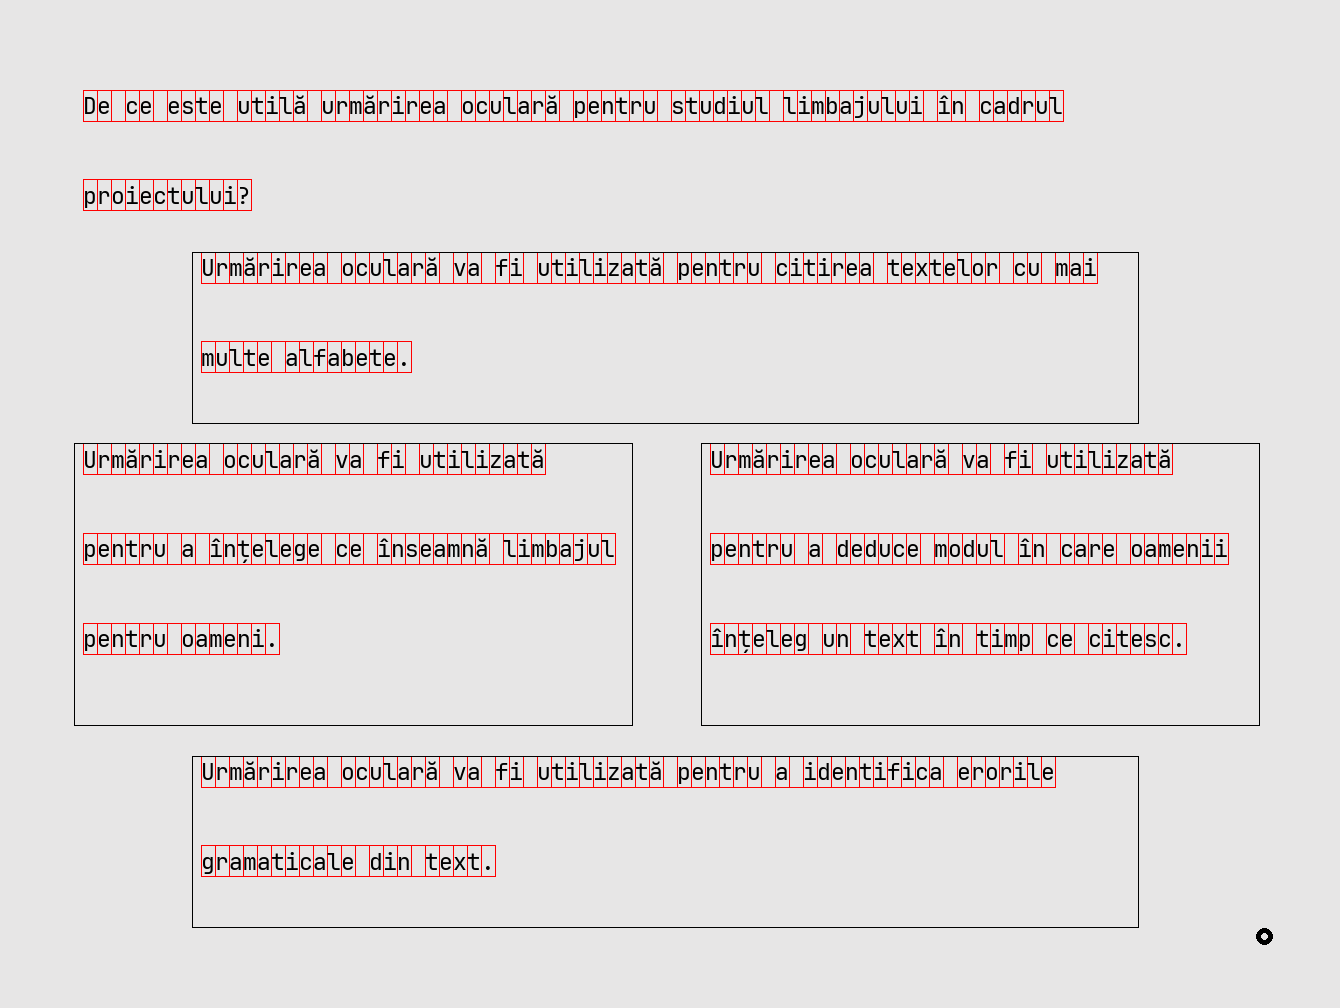 De ce este utilă urmărirea oculară pentru studiul limbajului în cadrul
proiectului?
Urmărirea oculară va fi utilizată pentru citirea textelor cu mai
multe alfabete.
Urmărirea oculară va fi utilizată
pentru a înțelege ce înseamnă limbajul
pentru oameni.
Urmărirea oculară va fi utilizată
pentru a deduce modul în care oamenii
înțeleg un text în timp ce citesc.
Urmărirea oculară va fi utilizată pentru a identifica erorile
gramaticale din text.